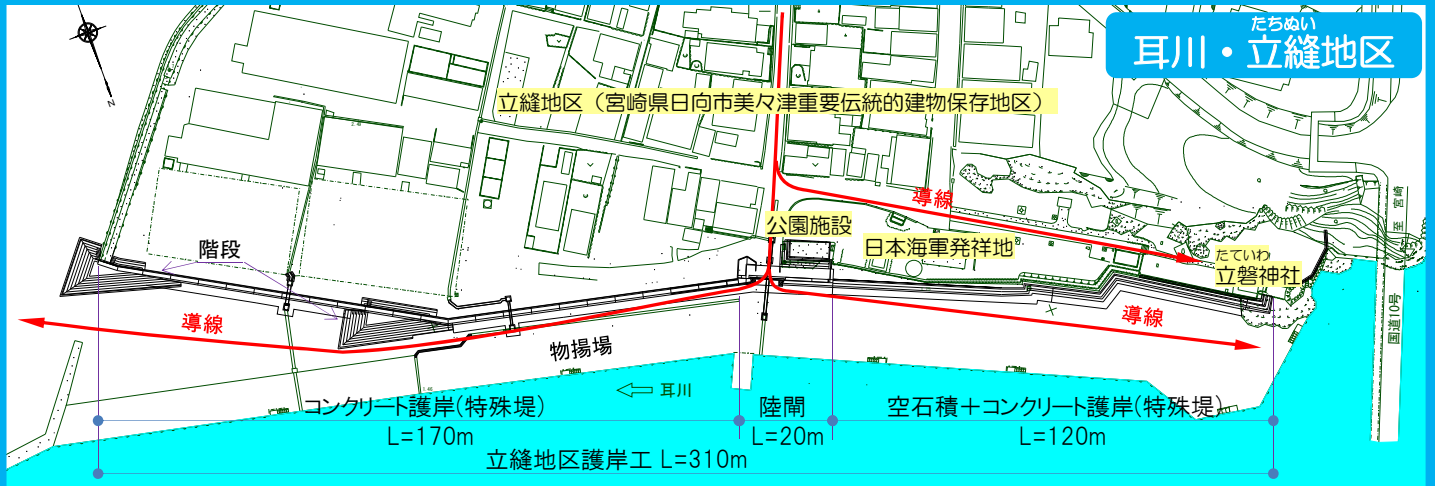 たちぬい
耳川・立縫地区
N
立縫地区（宮崎県日向市美々津重要伝統的建物保存地区）
導線
公園施設
日本海軍発祥地
階段
たていわ
立磐神社
至 宮崎
国道10号
導線
導線
物揚場
耳川
コンクリート護岸(特殊堤)
L=170m
陸閘
L=20m
空石積+コンクリート護岸(特殊堤)
L=120m
立縫地区護岸工 L=310m